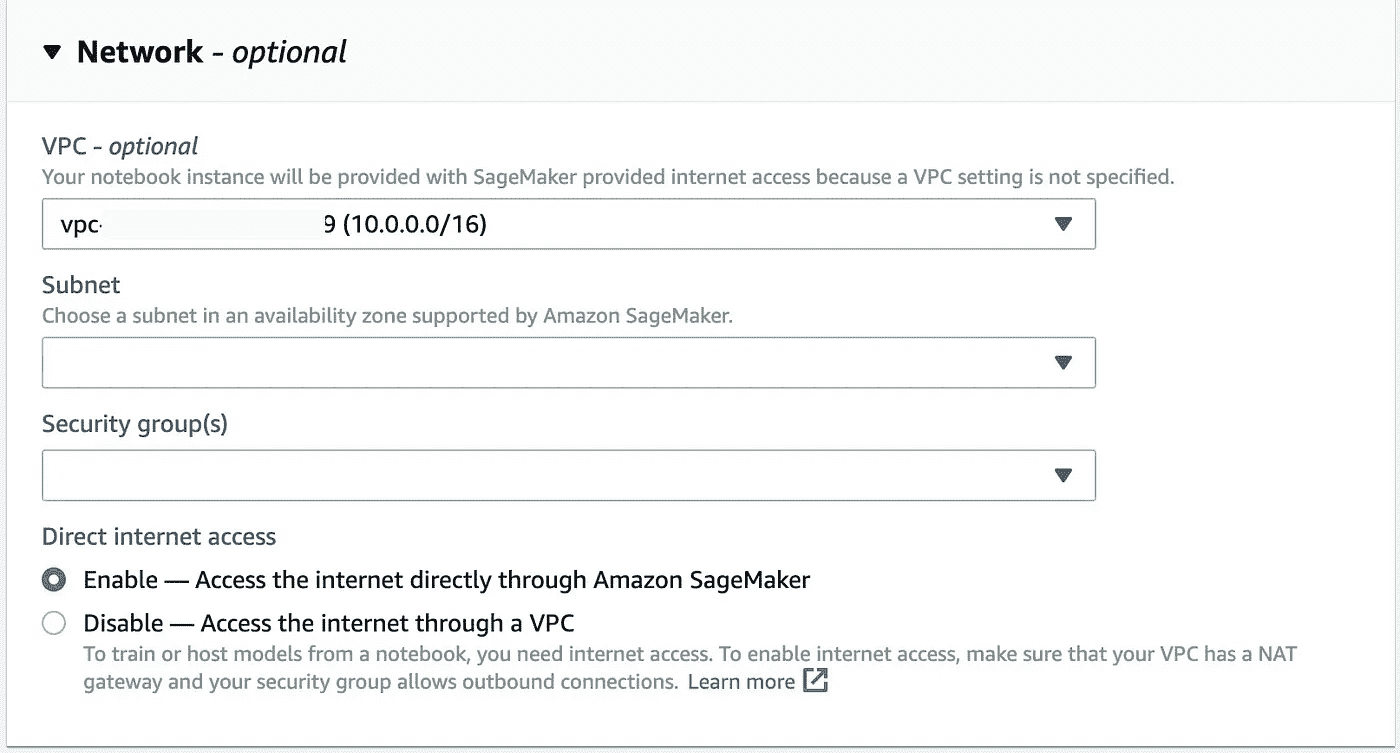 Network - optional
VPC - optional
Your notebook instance will be provided with SageMaker provided internet access because a VPC setting is not specified.
vpc- 9 (10.0.0.0/16)
Subnet
Choose a subnet in an availability zone supported by Amazon SageMaker.
Security group(s)
Direct internet access
Enable — Access the internet directly through Amazon SageMaker
Disable — Access the internet through a VPC
To train or host models from a notebook, you need internet access. To enable internet access, make sure that your VPC has a NAT
gateway and your security group allows outbound connections. Learn more